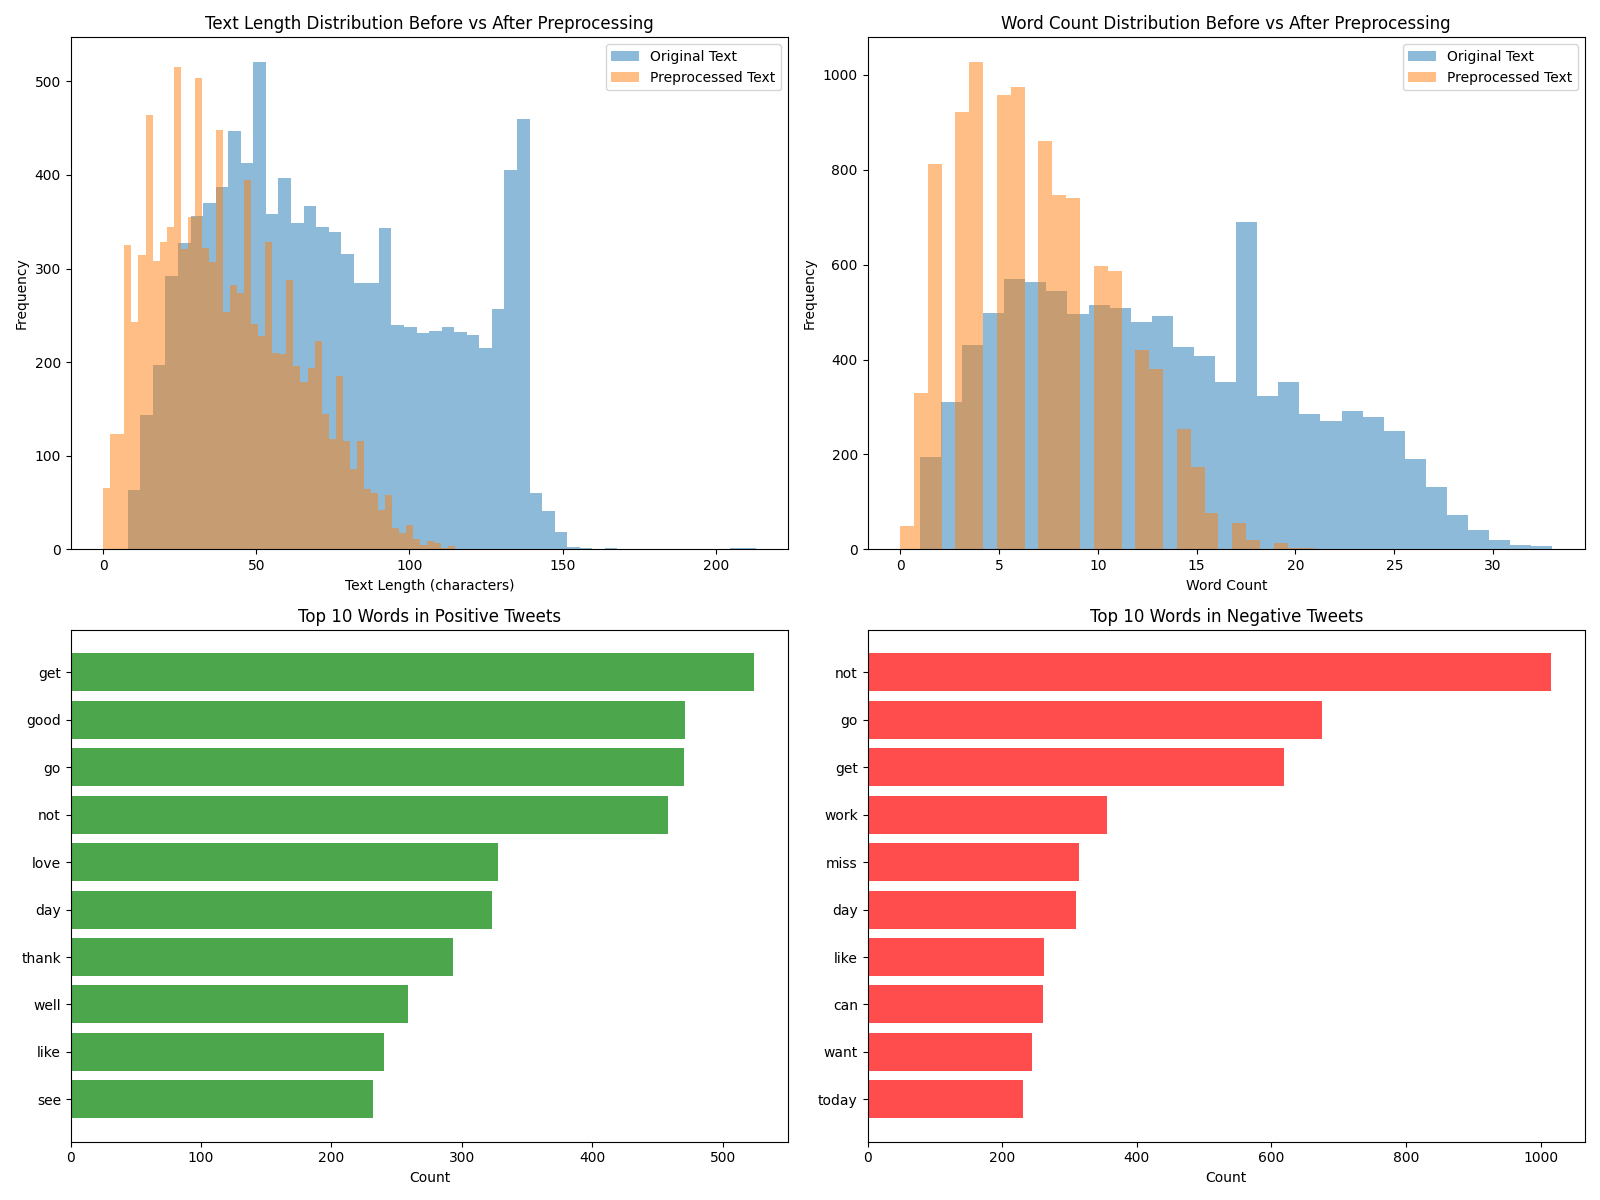 Text Length Distribution Before vs After Preprocessing
Original Text
Preprocessed Text
Frequency
500
400
300
200
100
0
0 50 100 150 200
Text Length (characters)
Word Count Distribution Before vs After Preprocessing
Original Text
Preprocessed Text
Frequency
1000
800
600
400
200
0
0 5 10 15 20 25 30
Word Count
Top 10 Words in Positive Tweets
get
good
go
not
love
day
thank
well
like
see
0 100 200 300 400 500
Count
Top 10 Words in Negative Tweets
not
go
get
work
miss
day
like
can
want
today
0 200 400 600 800 1000
Count